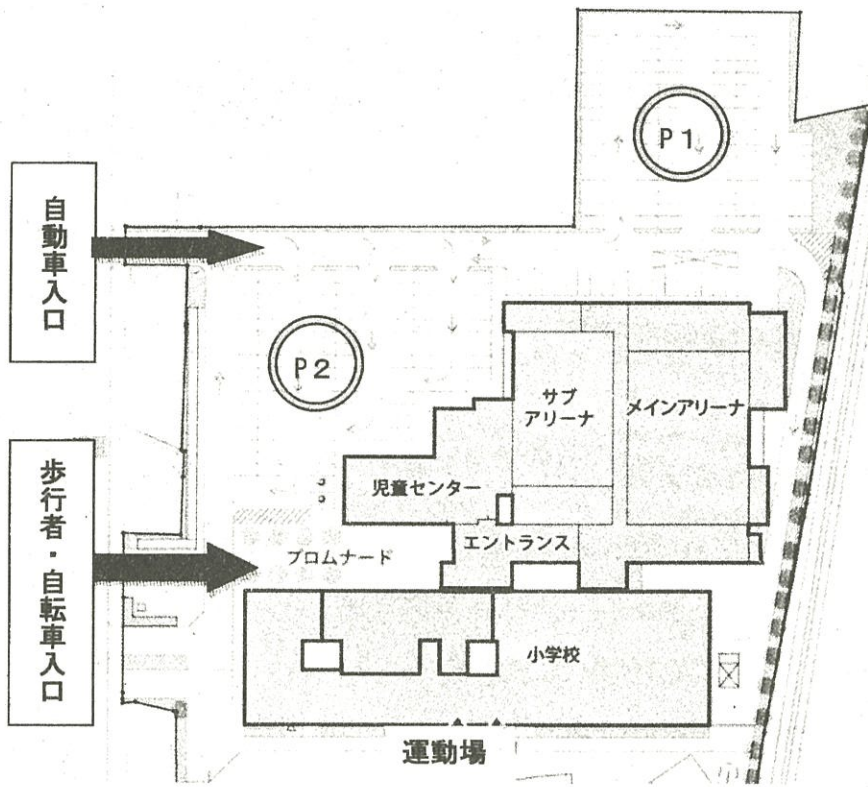 P1
自動車入口
P2
サブ
アリーナ
メインアリーナ
児童センター
歩行者・自転車入口
エントランス
プロムナード
小学校
運動場